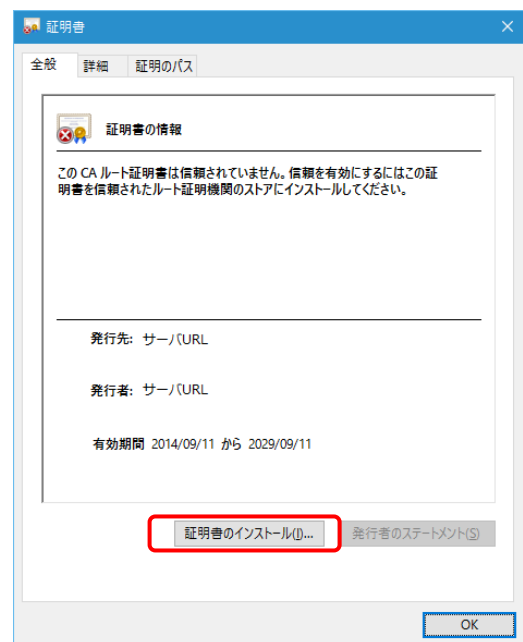 証明書
全般 詳細 証明のパス
証明書の情報
この CA ルート証明書は信頼されていません。信頼を有効にするにはこの証
明書を信頼されたルート証明機関のストアにインストールしてください。
発行先: サーバURL
発行者: サーバURL
有効期間 2014/09/11 から 2029/09/11
証明書のインストール(I)... 発行者のステートメント(S)
OK